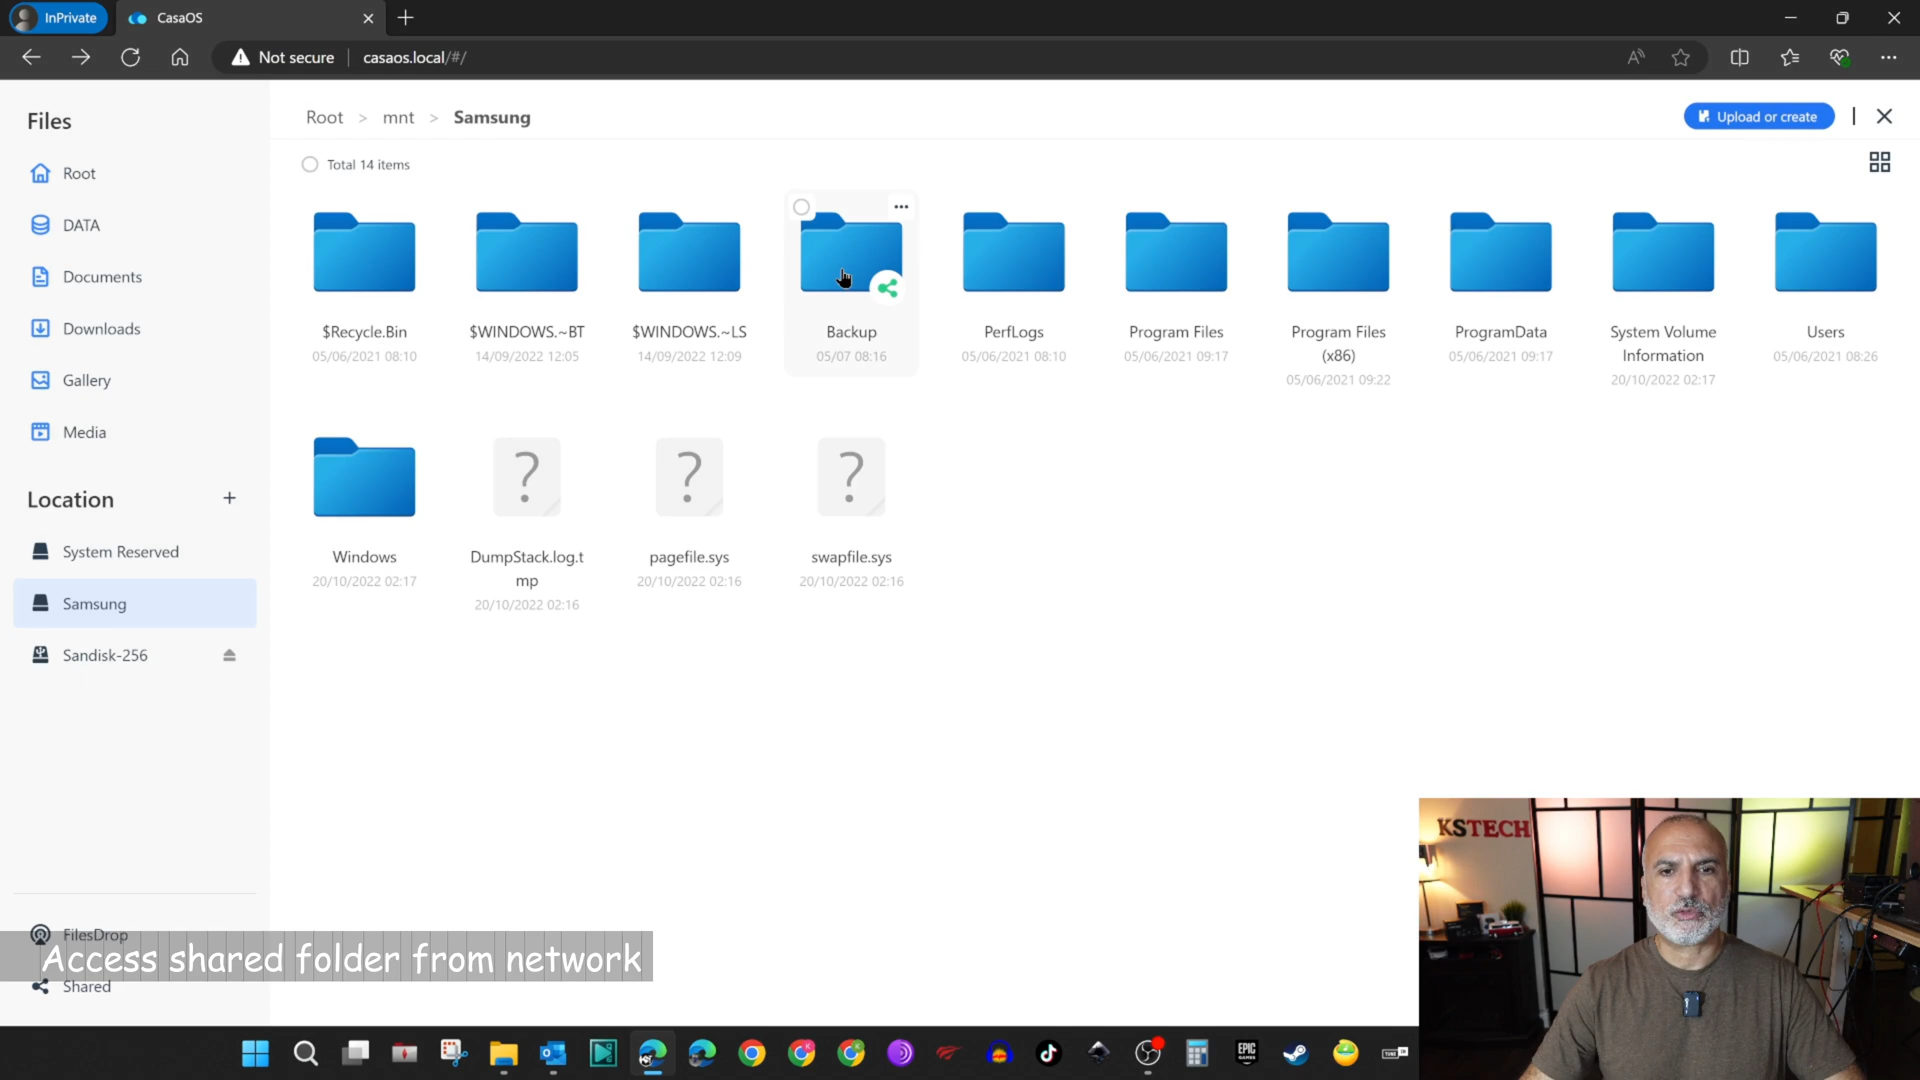 InPrivate
CasaOS
Not secure
casaos.local/#/
Files
Root
DATA
Documents
Downloads
Gallery
Media
Location
System Reserved
Samsung
Sandisk-256
FilesDrop
Shared
Root > mnt > Samsung
Upload or create
Total 14 items
$Recycle.Bin
05/06/2021 08:10
$WINDOWS.~BT
14/09/2022 12:05
$WINDOWS.~LS
14/09/2022 12:09
Backup
05/07 08:16
PerfLogs
05/06/2021 08:10
Program Files
05/06/2021 09:17
Program Files
(x86)
05/06/2021 09:22
ProgramData
05/06/2021 09:17
System Volume
Information
20/10/2022 02:17
Users
05/06/2021 08:26
Windows
20/10/2022 02:17
DumpStack.log.t
mp
20/10/2022 02:16
pagefile.sys
20/10/2022 02:16
swapfile.sys
20/10/2022 02:16
Access shared folder from network
KSTECH
EPIC
GAMES